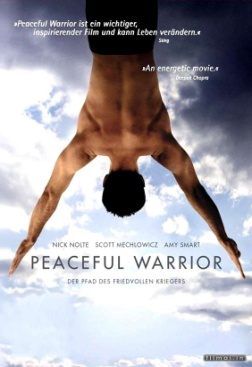 »Peaceful Warrior ist ein wichtiger,
inspirierender Film und kann Leben verändern.«
Sting
»An energetic movie.«
Deepak Chopra
NICK NOLTE SCOTT MECHLOWICZ AMY SMART
PEACEFUL WARRIOR
DER PFAD DES FRIEDVOLLEN KRIEGERS